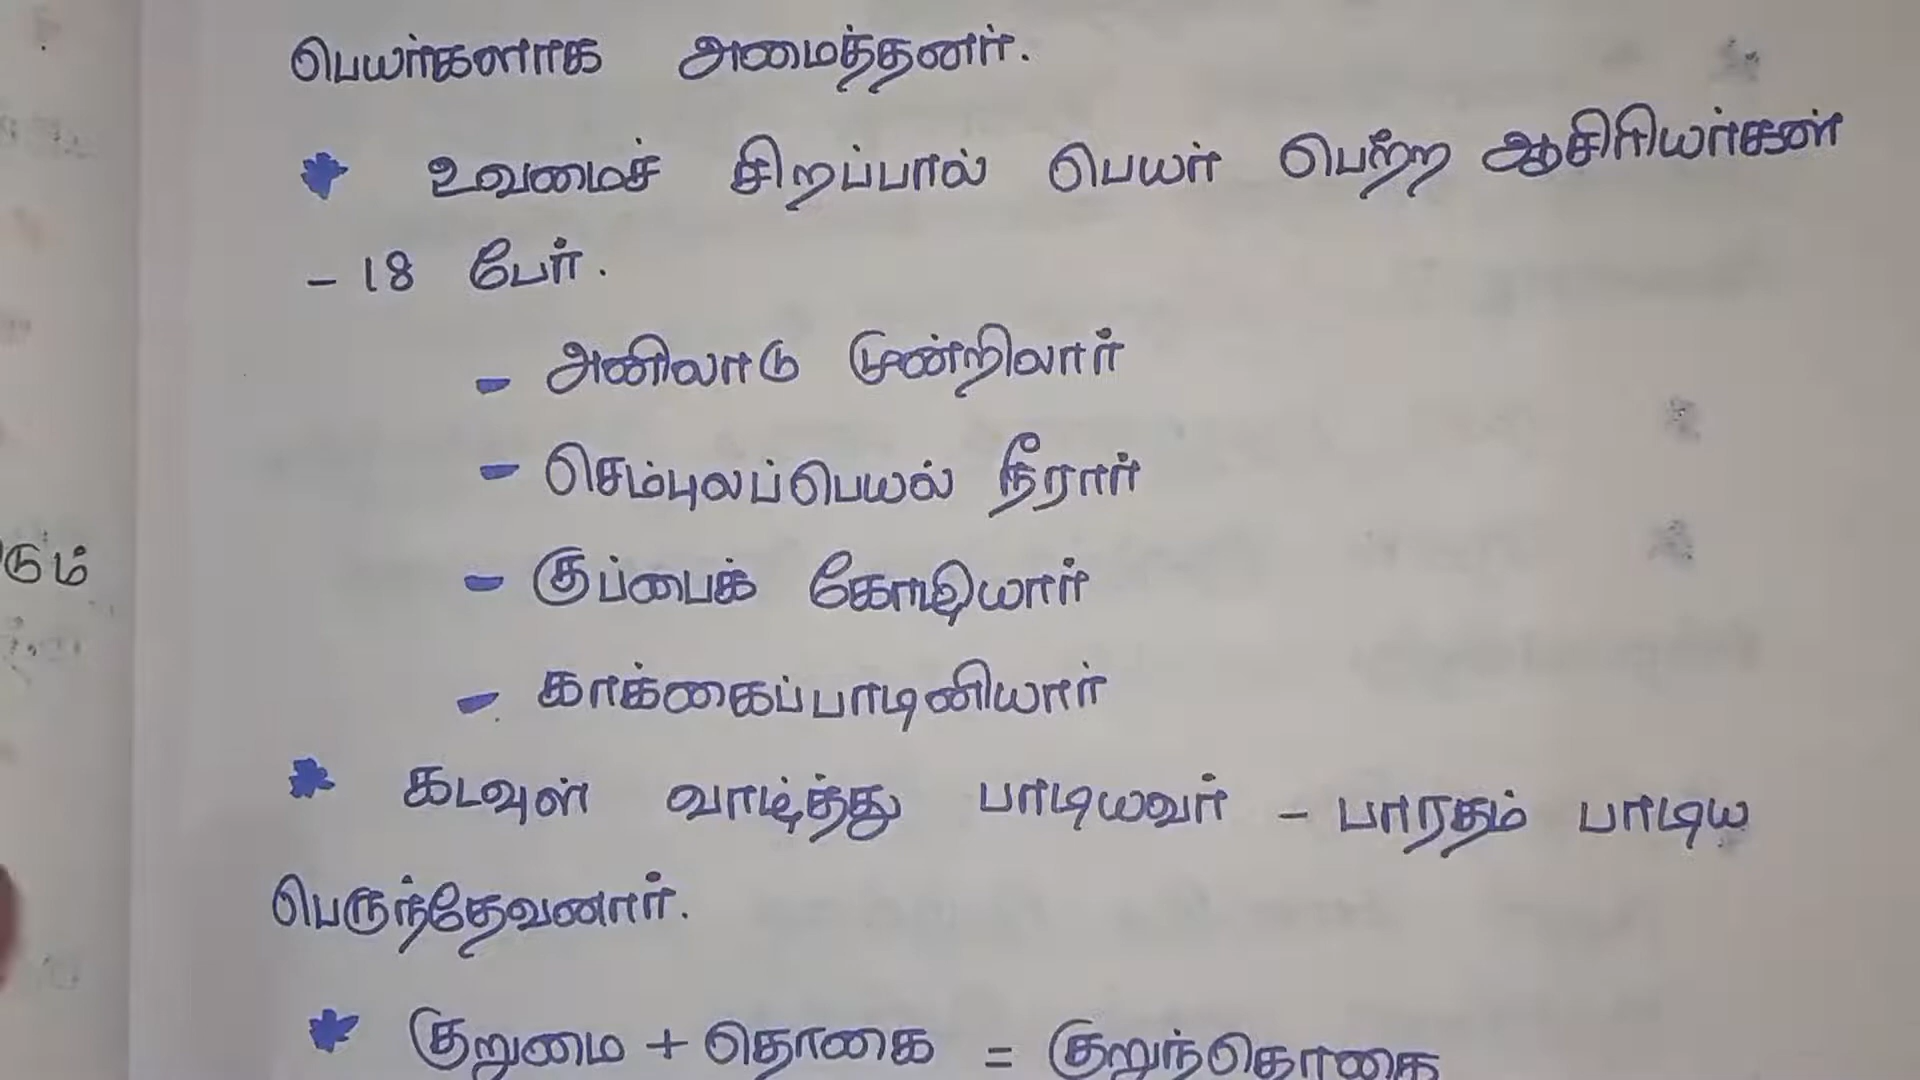 பெயர்களாக அமைத்தனர்.
* உவமைச் சிறப்பால் பெயர் பெற்ற ஆசிரியர்கள்
- 18 பேர்.
- அணிலாடு முன்றிலார்
- செம்புலப்பெயல் நீரார்
- குப்பைக் கோழியார்
- காக்கைப்பாடினியார்
* கடவுள் வாழ்த்து பாடியவர் - பாரதம் பாடிய
பெருந்தேவனார்.
* குறுமை + தொகை = குறுந்தொகை